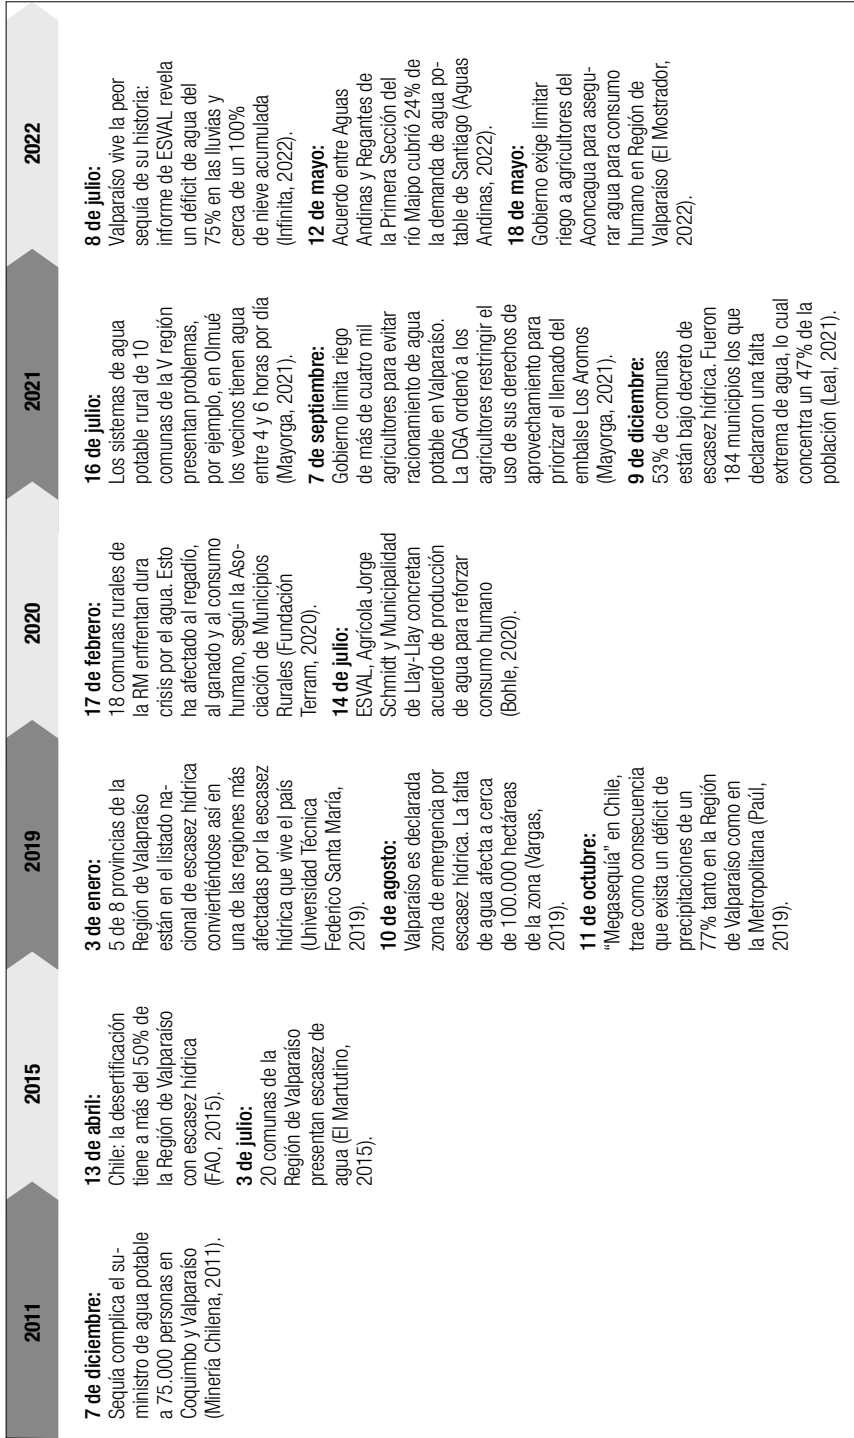 2011
7 de diciembre:
Sequía complica el su-
ministro de agua potable
a 75.000 personas en
Coquimbo y Valparaíso
(Minería Chilena, 2011).
2015
13 de abril:
Chile: la desertificación
tiene a más del 50% de
la Región de Valparaíso
con escasez hídrica
(FAO, 2015).
3 de julio:
20 comunas de la
Región de Valparaíso
presentan escasez de
agua (El Martutino,
2015).
2019
3 de enero:
5 de 8 provincias de la
Región de Valapraíso
están en el listado na-
cional de escasez hídrica
conviertiéndose así en
una de las regiones más
afectadas por la escasez
hídrica que vive el país
(Universidad Técnica
Federico Santa María,
2019).
10 de agosto:
Valparaíso es declarada
zona de emergencia por
escasez hídrica. La falta
de agua afecta a cerca
de 100.000 hectáreas
de la zona (Vargas,
2019).
11 de octubre:
“Megasequía” en Chile,
trae como consecuencia
que exista un déficit de
precipitaciones de un
77% tanto en la Región
de Valparaíso como en
la Metropolitana (Paúl,
2019).
2020
17 de febrero:
18 comunas rurales de
la RM enfrentan dura
crisis por el agua. Esto
ha afectado al regadío,
al ganado y al consumo
humano, según la Aso-
ciación de Municipios
Rurales (Fundación
Terram, 2020).
14 de julio:
ESVAL, Agrícola Jorge
Schmidt y Municipalidad
de Llay-Llay concretan
acuerdo de producción
de agua para reforzar
consumo humano
(Bohle, 2020).
2021
16 de julio:
Los sistemas de agua
potable rural de 10
comunas de la V región
presentan problemas,
por ejemplo, en Olmué
los vecinos tienen agua
entre 4 y 6 horas por día
(Mayorga, 2021).
7 de septiembre:
Gobierno limita riego
de más de cuatro mil
agricultores para evitar
racionamiento de agua
potable en Valparaíso.
La DGA ordenó a los
agricultores restringir el
uso de sus derechos de
aprovechamiento para
priorizar el llenado del
embalse Los Aromos
(Mayorga, 2021).
9 de diciembre:
53% de comunas
están bajo decreto de
escasez hídrica. Fueron
184 municipios los que
declararon una falta
extrema de agua, lo cual
concentra un 47% de la
población (Leal, 2021).
2022
8 de julio:
Valparaíso vive la peor
sequía de su historia:
informe de ESVAL revela
un déficit de agua del
75% en las lluvias y
cerca de un 100%
de nieve acumulada
(Infinita, 2022).
12 de mayo:
Acuerdo entre Aguas
Andinas y Regantes de
la Primera Sección del
río Maipo cubrió 24% de
la demanda de agua po-
table de Santiago (Aguas
Andinas, 2022).
18 de mayo:
Gobierno exige limitar
riego a agricultores del
Aconcagua para asegu-
rar agua para consumo
humano en Región de
Valparaíso (El Mostrador,
2022).